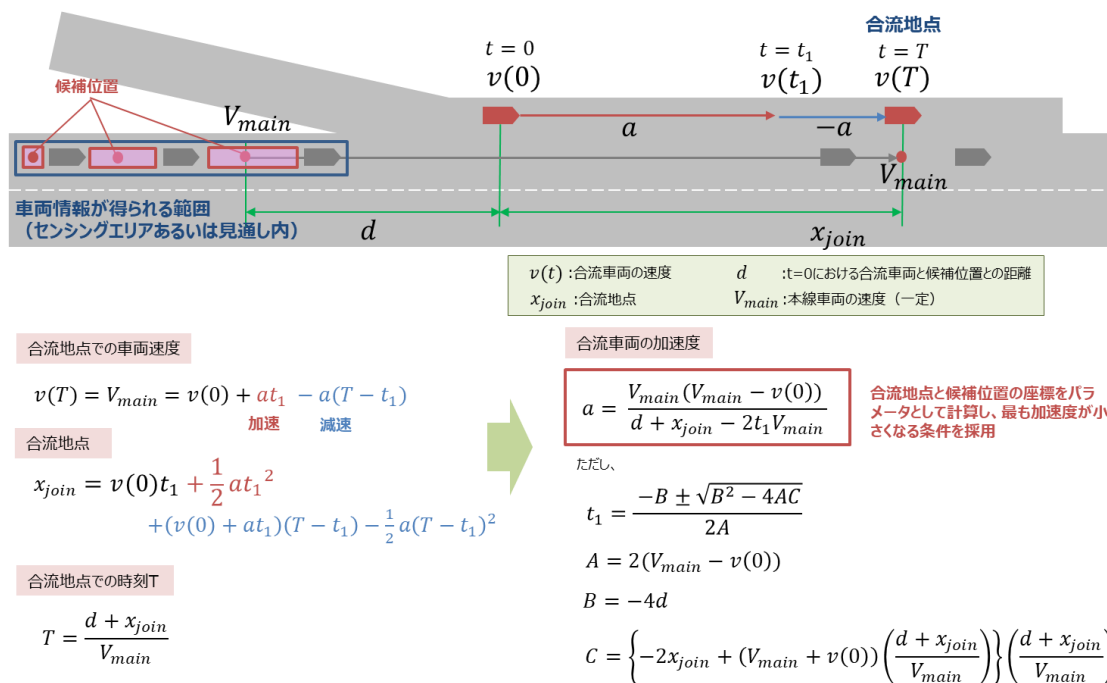 合流地点
t = 0
t = t₁
t = T
v(0)
v(t₁)
v(T)
候補位置
V_main
a
−a
V_main
車両情報が得られる範囲
（センシングエリアあるいは見通し内）
d
x_join
v(t) :合流車両の速度
d :t=0における合流車両と候補位置との距離
x_join :合流地点
V_main :本線車両の速度（一定）
合流地点での車両速度
v(T) = V_main = v(0) + at₁ − a(T − t₁)
加速
減速
合流地点
x_join = v(0)t₁ + 1/2 at₁²
+(v(0) + at₁)(T − t₁) − 1/2 a(T − t₁)²
合流地点での時刻T
T = (d + x_join)/V_main
合流車両の加速度
a = V_main(V_main − v(0))/(d + x_join − 2t₁V_main)
合流地点と候補位置の座標をパラ
メータとして計算し、最も加速度が小
さくなる条件を採用
ただし、
t₁ = (−B ± √(B² − 4AC))/2A
A = 2(V_main − v(0))
B = −4d
C = {−2x_join + (V_main + v(0)) ((d + x_join)/V_main)} ((d + x_join)/V_main)